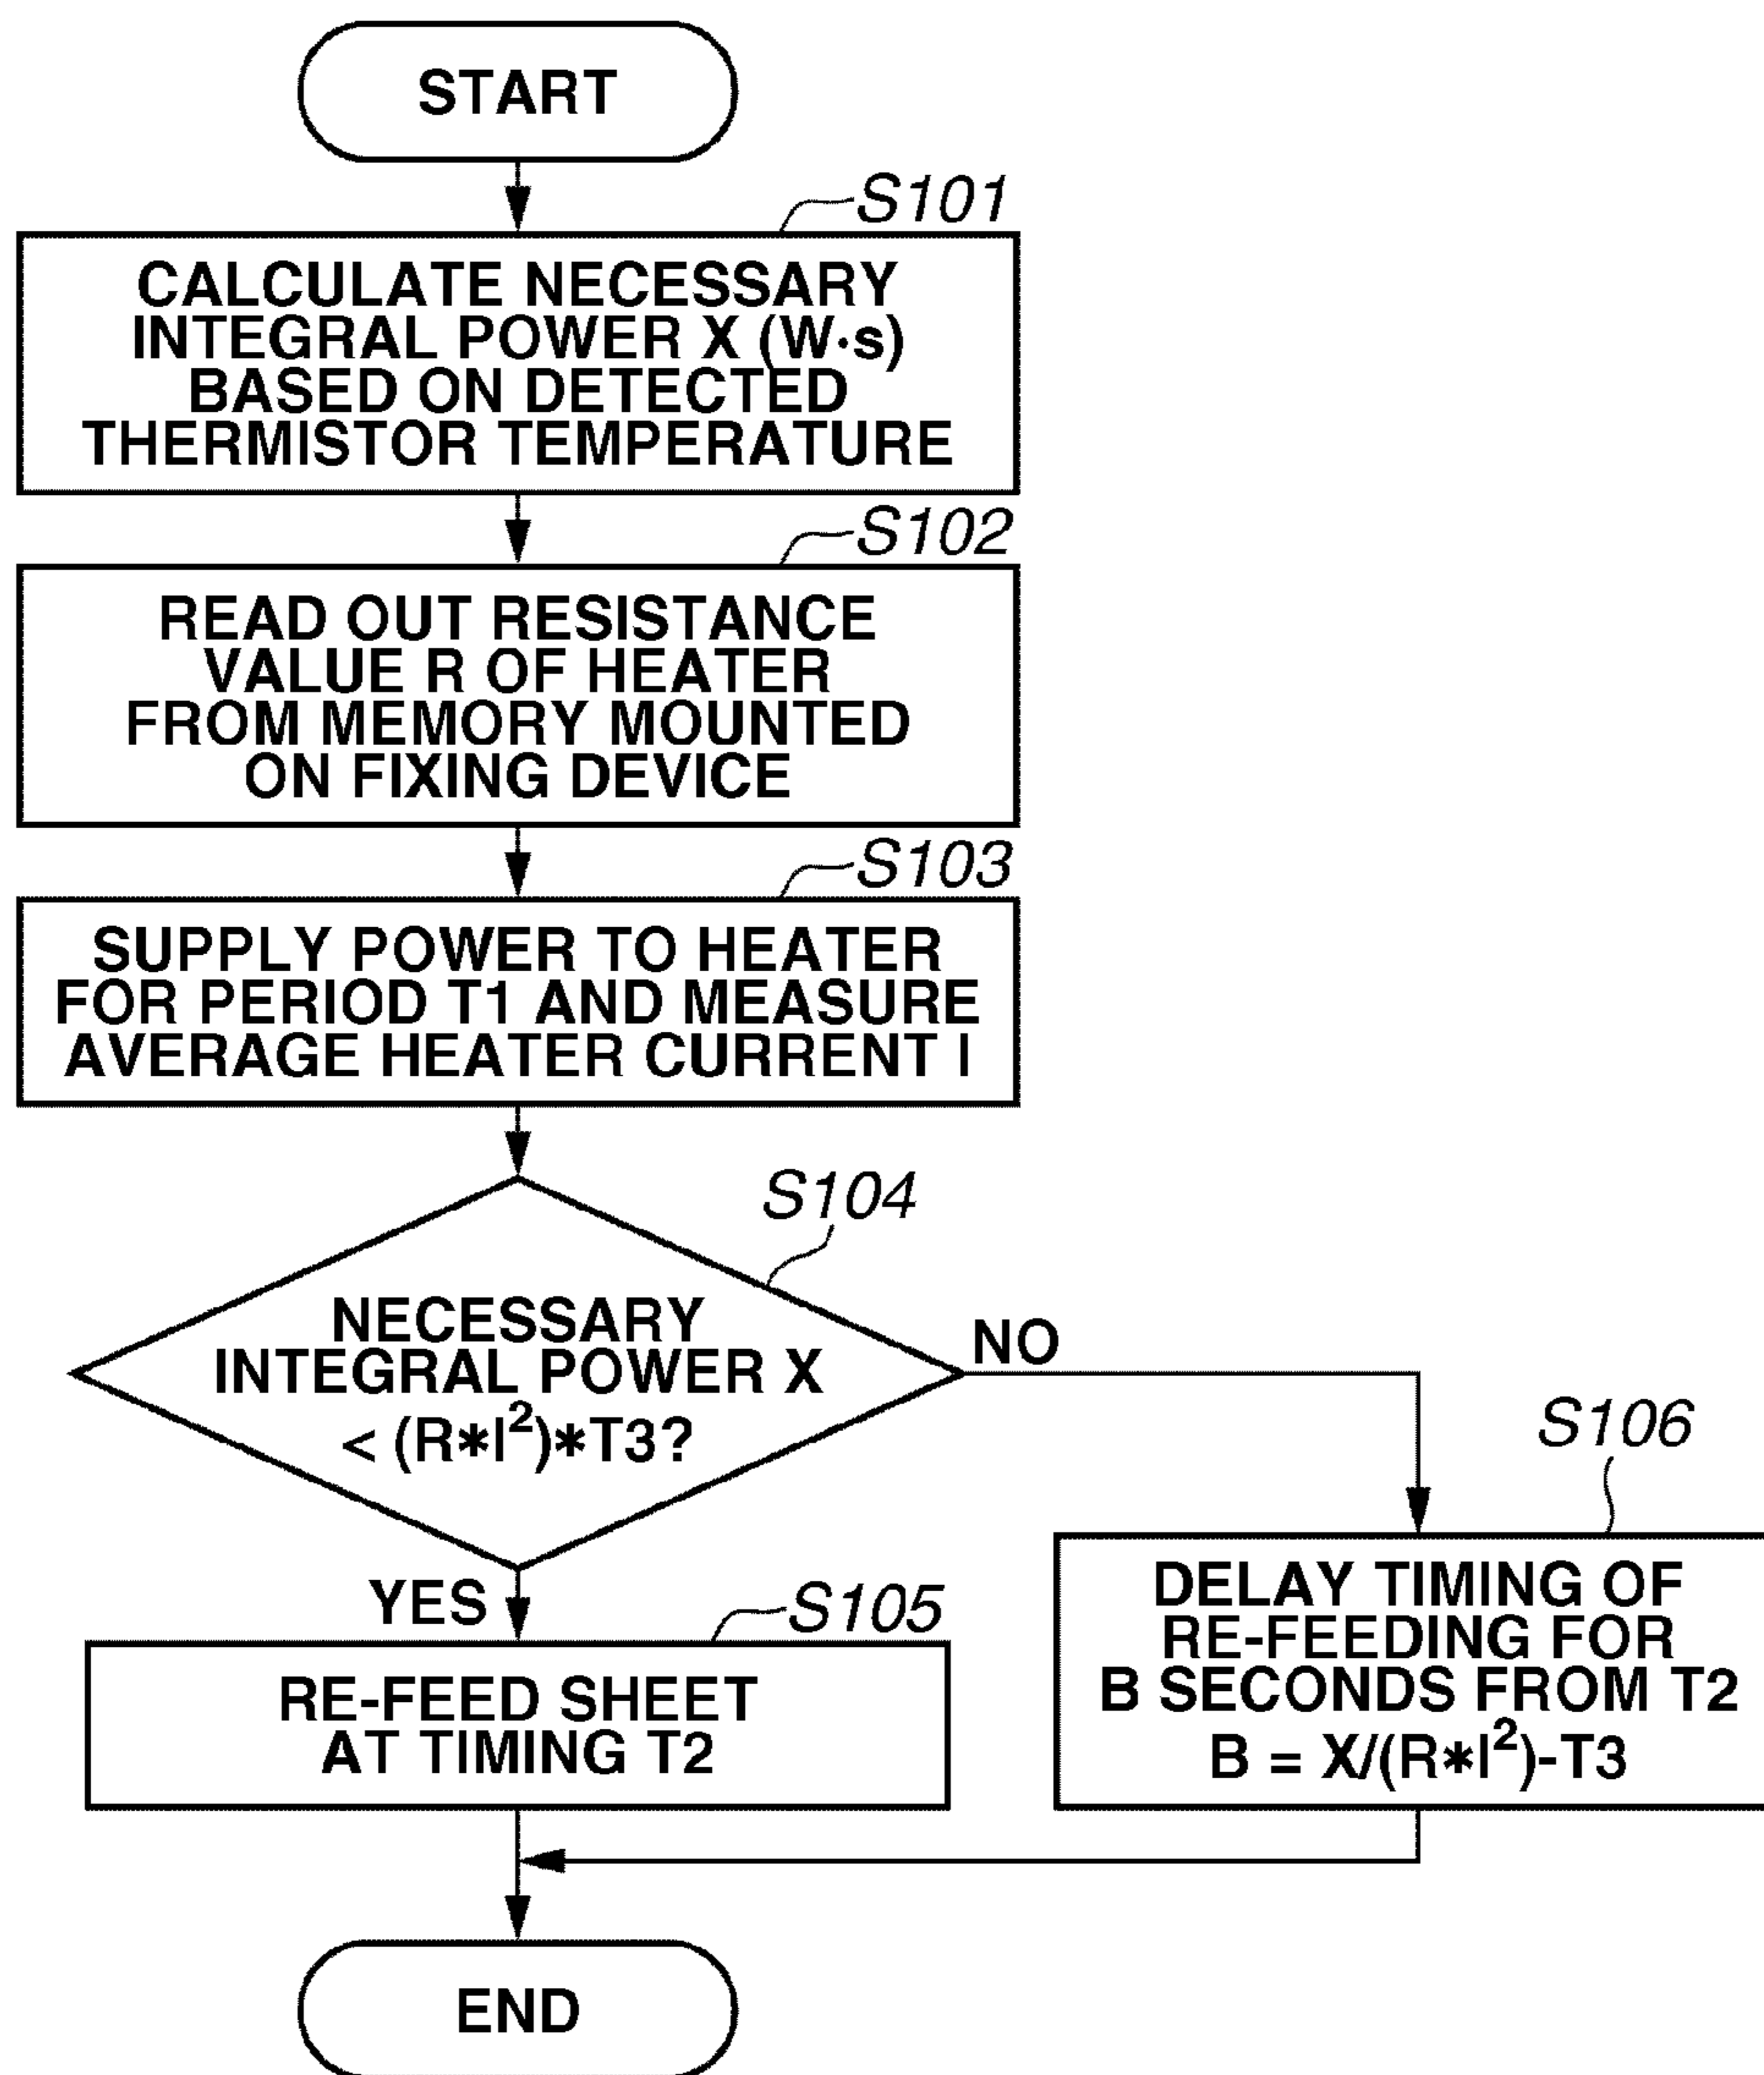 START
S101
CALCULATE NECESSARY
INTEGRAL POWER X (W·s)
BASED ON DETECTED
THERMISTOR TEMPERATURE
S102
READ OUT RESISTANCE
VALUE R OF HEATER
FROM MEMORY MOUNTED
ON FIXING DEVICE
S103
SUPPLY POWER TO HEATER
FOR PERIOD T1 AND MEASURE
AVERAGE HEATER CURRENT I
S104
NECESSARY
INTEGRAL POWER X
< (R*I²)*T3?
NO
YES
S105
RE-FEED SHEET
AT TIMING T2
S106
DELAY TIMING OF
RE-FEEDING FOR
B SECONDS FROM T2
B = X/(R*I²)-T3
END